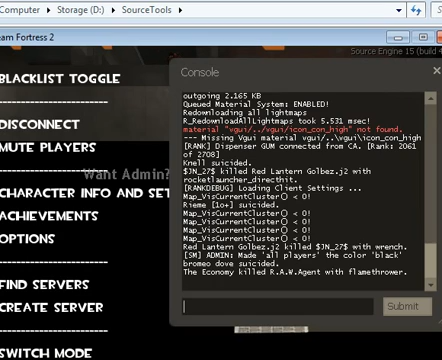 Computer ▸ Storage (D:) ▸ SourceTools ▸
eam Fortress 2
Source Engine 15 (build 4
BLACKLIST TOGGLE
------------------------
DISCONNECT
MUTE PLAYERS
------------------------
Want Admin?
CHARACTER INFO AND SET
ACHIEVEMENTS
OPTIONS
------------------------
FIND SERVERS
CREATE SERVER
------------------------
SWITCH MODE
Console
outgoing 2.165 KB
Queued Material System: ENABLED!
Redownloading all lightmaps
R_RedownloadAllLightmaps took 5.531 msec!
material "vgui/../vgui/icon_con_high" not found.
--- Missing Vgui material vgui/..\vgui\icon_con_high
[RANK] Dispenser GUM connected from CA. [Rank: 2061
of 2708]
Knell suicided.
$JN_27$ killed Red Lantern Golbez.j2 with
rocketlauncher_directhit.
[RANKDEBUG] Loading Client Settings ...
Map_VisCurrentCluster() < 0!
Rieme [1o+] suicided.
Map_VisCurrentCluster() < 0!
Map_VisCurrentCluster() < 0!
Map_VisCurrentCluster() < 0!
Map_VisCurrentCluster() < 0!
Red Lantern Golbez.j2 killed $JN_27$ with wrench.
[SM] ADMIN: Made 'all players' the color 'black'
bromeo dove suicided.
The Economy killed R.A.W.Agent with flamethrower.
Submit